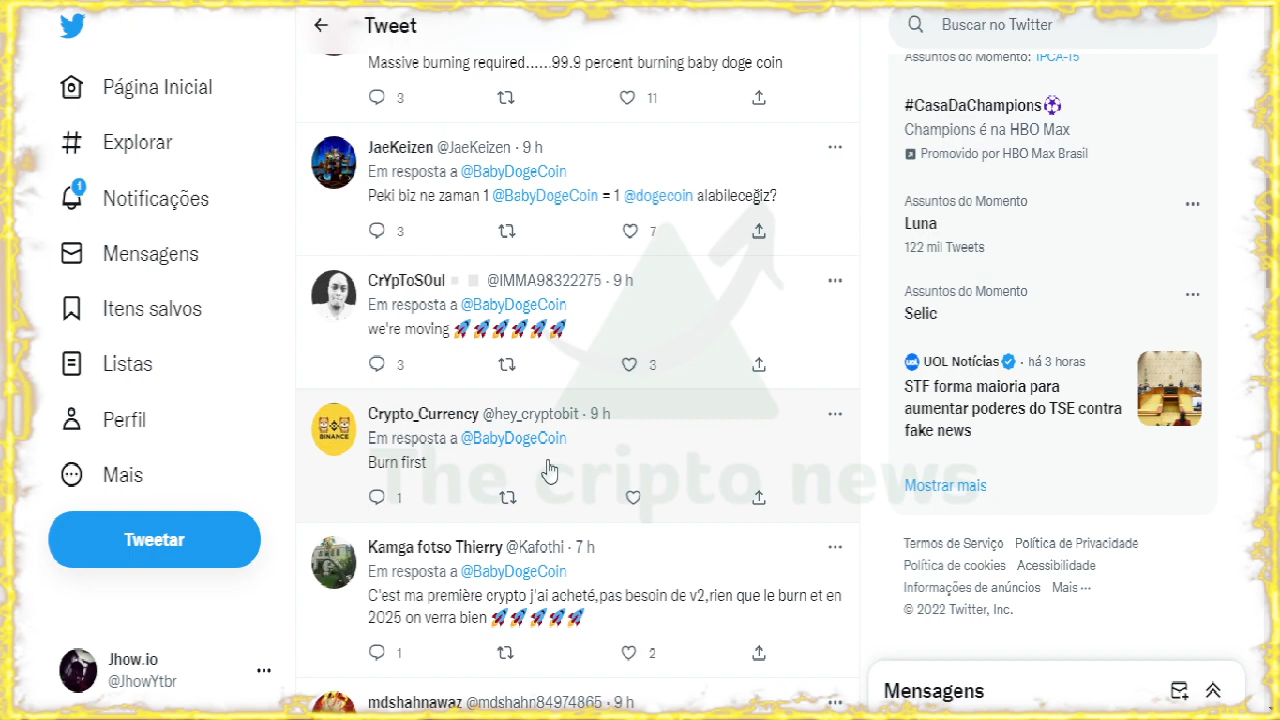 Página Inicial
Explorar
1
Notificações
Mensagens
Itens salvos
Listas
Perfil
Mais
Tweetar
Jhow.io
@JhowYtbr
Tweet
Massive burning required......99.9 percent burning baby doge coin
3 11
JaeKeizen @JaeKeizen · 9 h
Em resposta a @BabyDogeCoin
Peki biz ne zaman 1 @BabyDogeCoin = 1 @dogecoin alabileceğiz?
3 7
CrYpToS0ul @IMMA98322275 · 9 h
Em resposta a @BabyDogeCoin
we're moving 🚀🚀🚀🚀🚀🚀
3 3
BINANCE
Crypto_Currency @hey_cryptobit · 9 h
Em resposta a @BabyDogeCoin
Burn first
1
The cripto news
Kamga fotso Thierry @Kafothi · 7 h
Em resposta a @BabyDogeCoin
C'est ma première crypto j'ai acheté,pas besoin de v2,rien que le burn et en
2025 on verra bien 🚀🚀🚀🚀🚀
1 2
mdshahnawaz @mdshahn84974865 · 9 h
Buscar no Twitter
Assuntos do Momento: IPCA-15
#CasaDaChampions⚽
Champions é na HBO Max
Promovido por HBO Max Brasil
Assuntos do Momento
Luna
122 mil Tweets
Assuntos do Momento
Selic
UOL Notícias · há 3 horas
STF forma maioria para
aumentar poderes do TSE contra
fake news
Mostrar mais
Termos de Serviço Política de Privacidade
Política de cookies Acessibilidade
Informações de anúncios Mais ···
© 2022 Twitter, Inc.
Mensagens